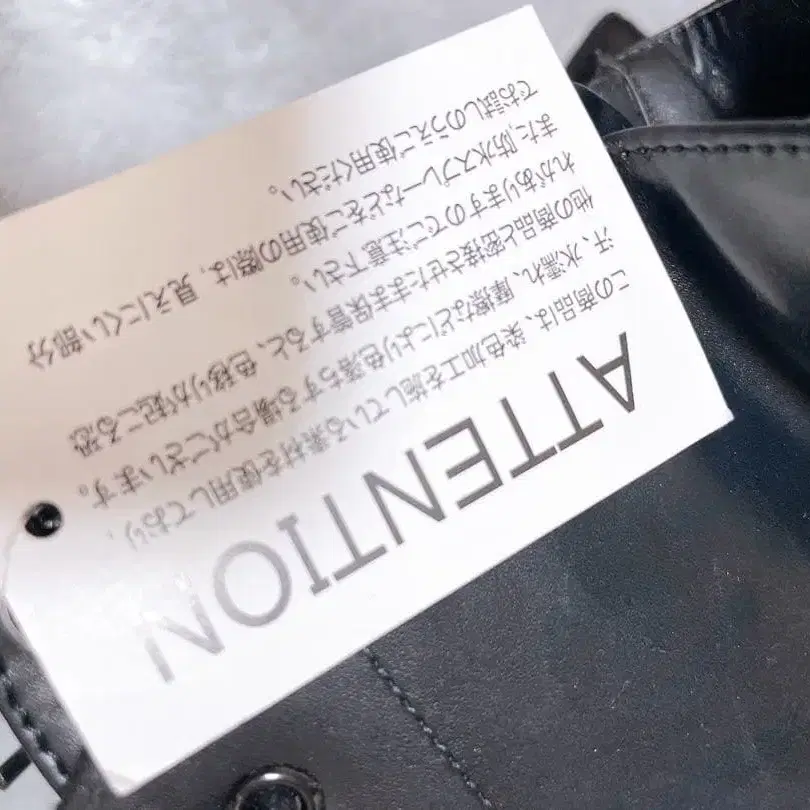 ATTENTION
この商品は、染色加工を施している素材を使用しており、
汗、水濡れ、摩擦などにより色落ちする場合がございます。
他の商品と密接させたまま保管すると、色移りが起こる恐
れがありますのでご注意下さい。
また、防水スプレーなどをご使用の際は、見えにくい部分
でお試しのうえご使用ください。